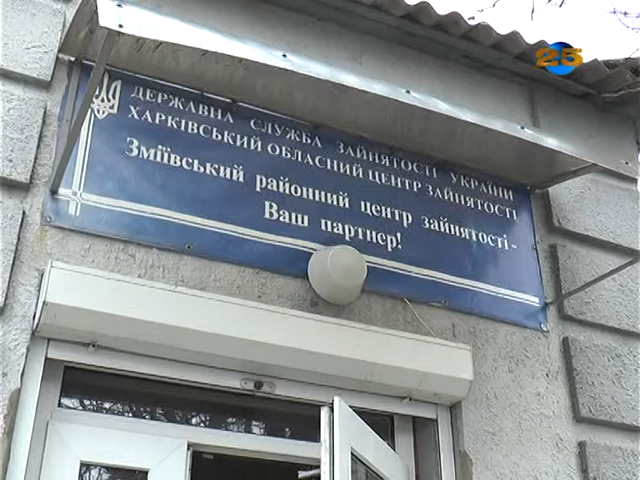 25
ДЕРЖАВНА СЛУЖБА ЗАЙНЯТОСТІ УКРАЇНИ
ХАРКІВСЬКИЙ ОБЛАСНИЙ ЦЕНТР ЗАЙНЯТОСТІ
Зміївський районний центр зайнятості -
Ваш партнер!